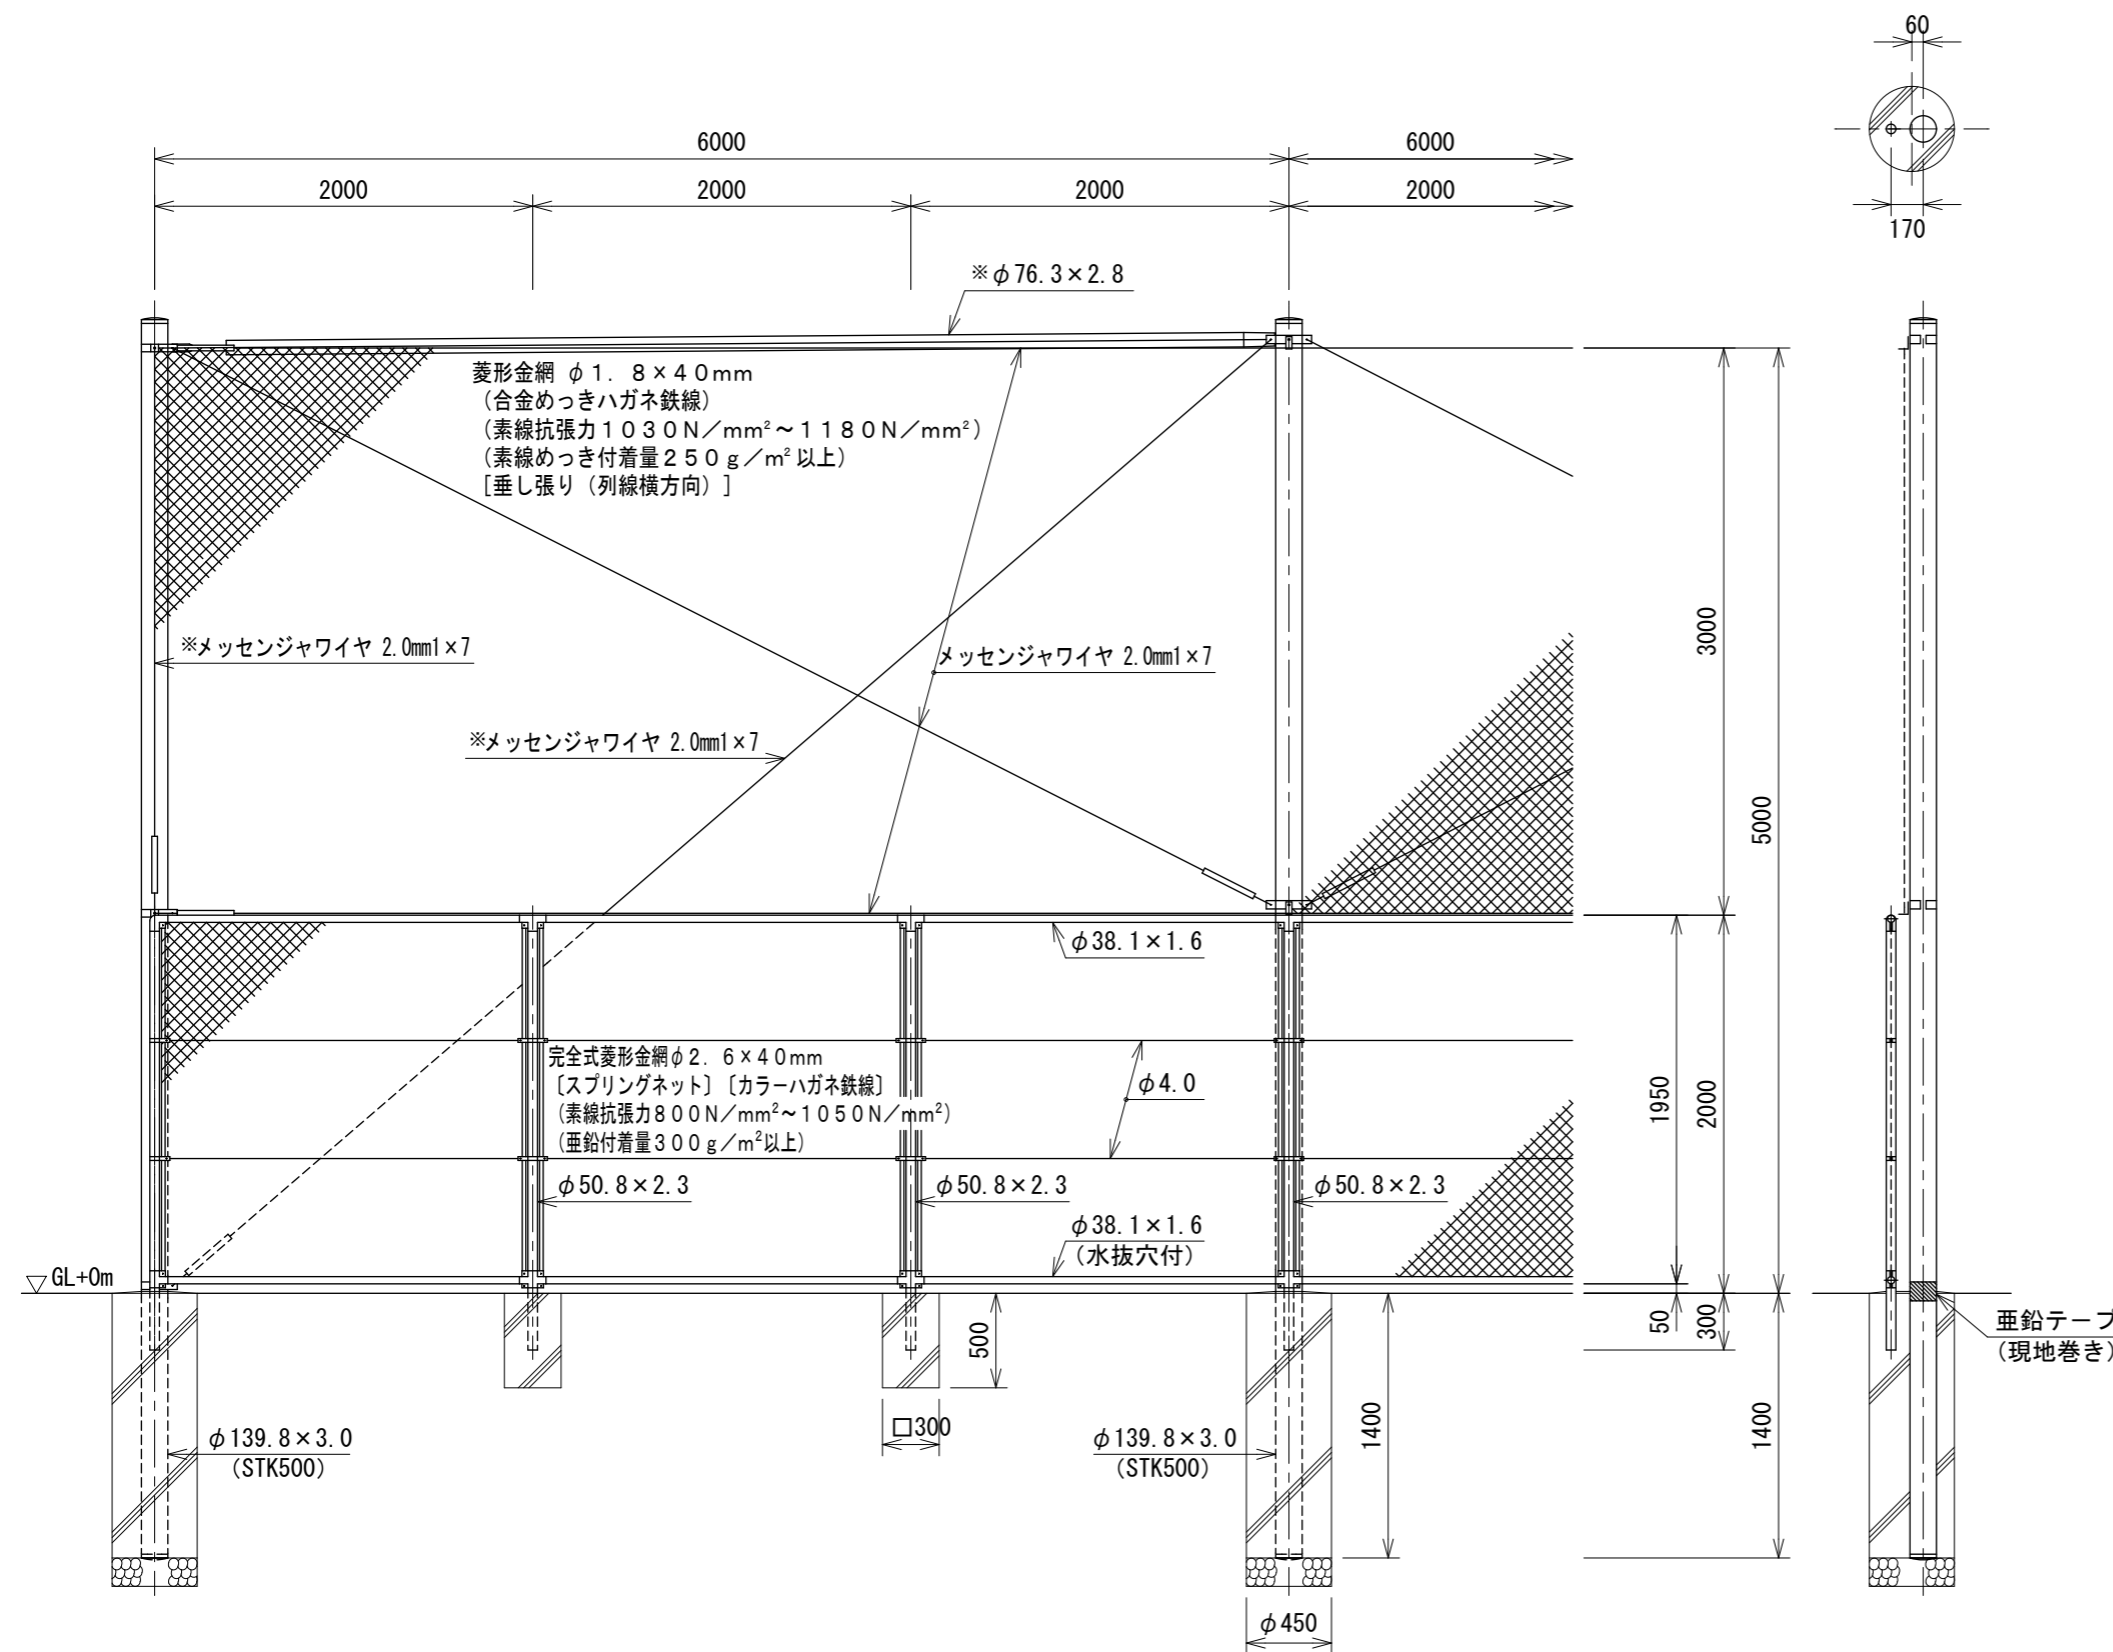 60
6000
6000
2000
2000
2000
2000
170
※φ76.3×2.8
菱形金網 φ1.8×40mm
(合金めっきハガネ鉄線)
(素線抗張力1030N/mm²~1180N/mm²)
(素線めっき付着量250g/m²以上)
[垂し張り(列線横方向)]
※メッセンジャワイヤ 2.0mm1×7
メッセンジャワイヤ 2.0mm1×7
※メッセンジャワイヤ 2.0mm1×7
3000
5000
φ38.1×1.6
完全式菱形金網φ2.6×40mm
〔スプリングネット〕〔カラーハガネ鉄線〕
(素線抗張力800N/mm²~1050N/mm²)
(亜鉛付着量300g/m²以上)
φ4.0
1950
2000
φ50.8×2.3
φ50.8×2.3
φ50.8×2.3
φ38.1×1.6
(水抜穴付)
▽GL+0m
500
50
300
亜鉛テープ
(現地巻き)
□300
φ139.8×3.0
(STK500)
φ139.8×3.0
(STK500)
1400
1400
φ450